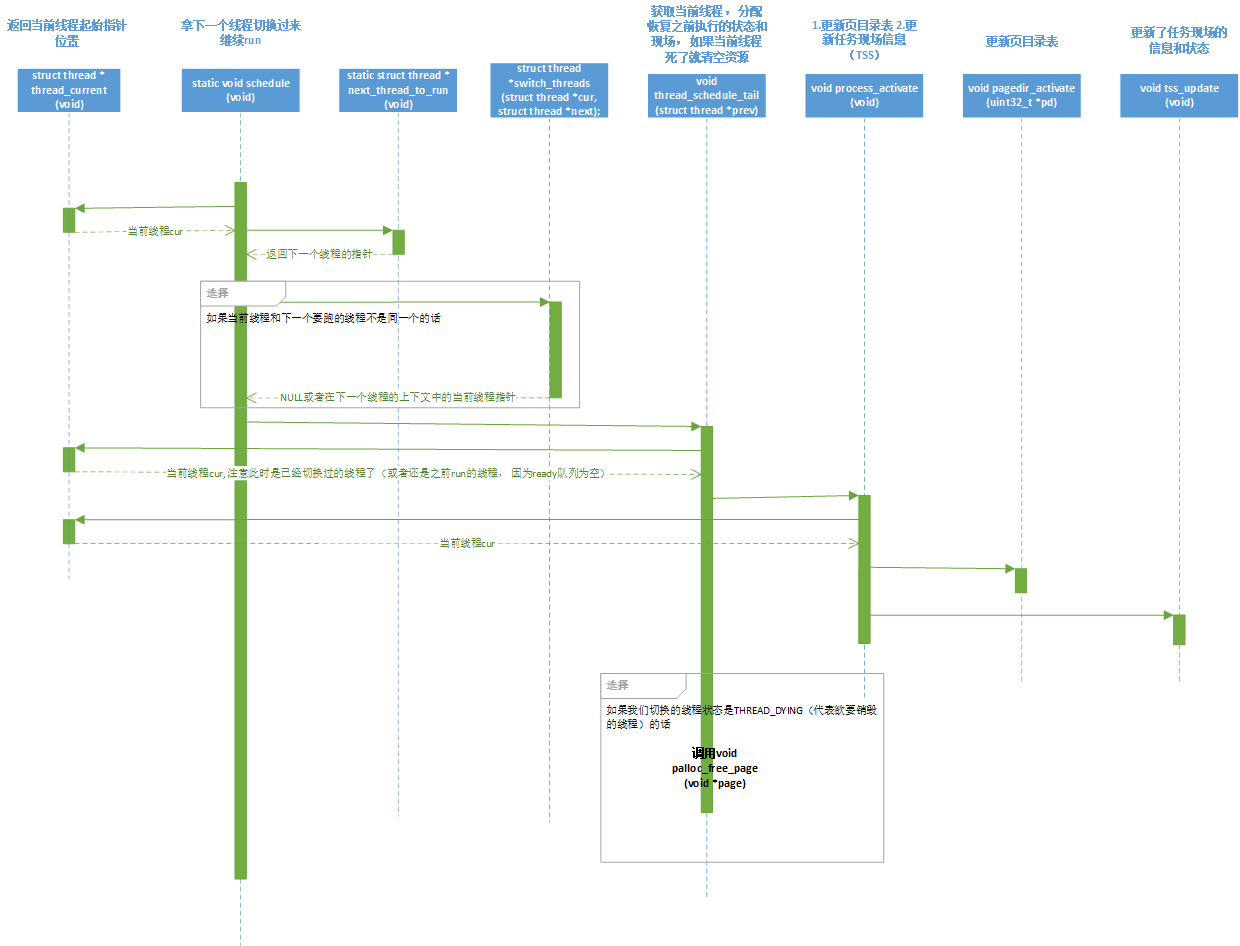 返回当前线程起始指针
位置
拿下一个线程切换过来
继续run
获取当前线程，分配
恢复之前执行的状态和
现场，如果当前线程
死了就清空资源
1.更新页目录表 2.更
新任务现场信息
（TSS）
更新页目录表
更新了任务现场的
信息和状态
struct thread *
thread_current
(void)
static void schedule
(void)
static struct thread *
next_thread_to_run
(void)
struct thread
*switch_threads
(struct thread *cur,
struct thread *next);
void
thread_schedule_tail
(struct thread *prev)
void process_activate
(void)
void pagedir_activate
(uint32_t *pd)
void tss_update
(void)
当前线程cur
返回下一个线程的指针
选择
如果当前线程和下一个要跑的线程不是同一个的话
NULL或者在下一个线程的上下文中的当前线程指针
当前线程cur,注意此时是已经切换过的线程了（或者还是之前run的线程， 因为ready队列为空）
当前线程cur
选择
如果我们切换的线程状态是THREAD_DYING（代表欲要销毁
的线程）的话
调用void
palloc_free_page
(void *page)